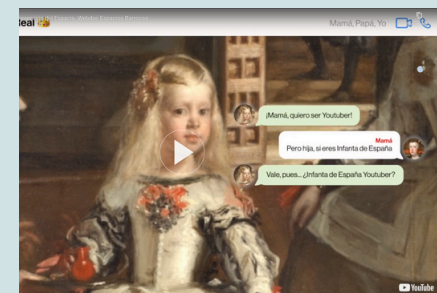 Real
Mamá, Papá, Yo
¡Mamá, quiero ser Youtuber!
Mamá
Pero hija, si eres Infanta de España
Vale, pues... ¿Infanta de España Youtuber?
YouTube